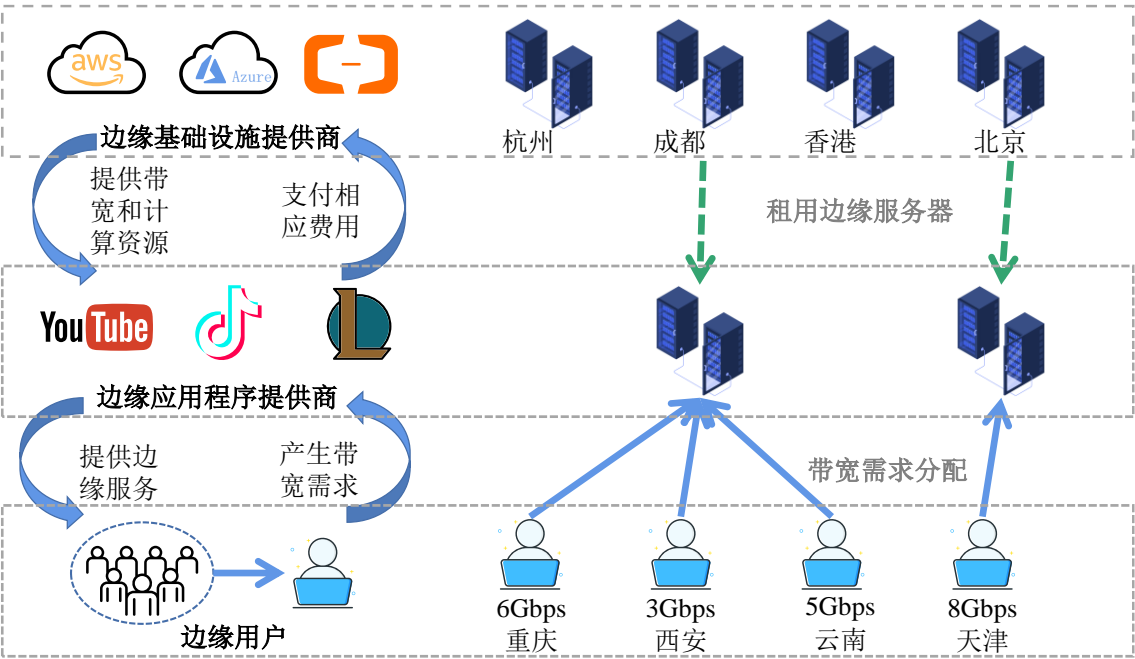 aws
Azure
边缘基础设施提供商
杭州
成都
香港
北京
提供带
宽和计
算资源
支付相
应费用
租用边缘服务器
YouTube
边缘应用程序提供商
提供边
缘服务
产生带
宽需求
带宽需求分配
边缘用户
6Gbps
重庆
3Gbps
西安
5Gbps
云南
8Gbps
天津